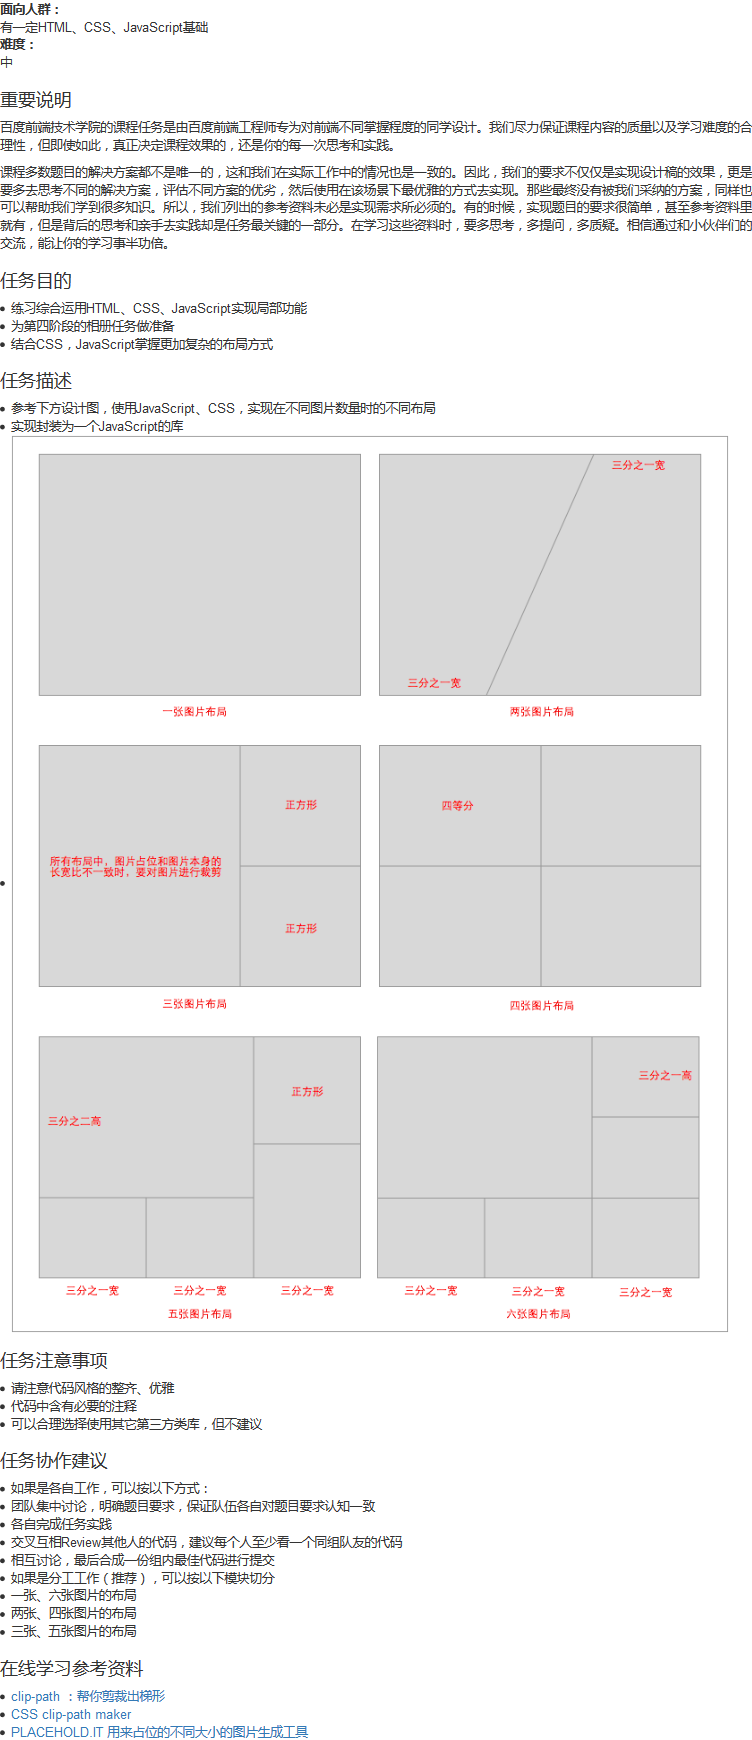 面向人群：
有一定HTML、CSS、JavaScript基础
难度：
中
重要说明
百度前端技术学院的课程任务是由百度前端工程师专为对前端不同掌握程度的同学设计。我们尽力保证课程内容的质量以及学习难度的合
理性，但即使如此，真正决定课程效果的，还是你的每一次思考和实践。
课程多数题目的解决方案都不是唯一的，这和我们在实际工作中的情况也是一致的。因此，我们的要求不仅仅是实现设计稿的效果，更是
要多去思考不同的解决方案，评估不同方案的优劣，然后使用在该场景下最优雅的方式去实现。那些最终没有被我们采纳的方案，同样也
可以帮助我们学到很多知识。所以，我们列出的参考资料未必是实现需求所必须的。有的时候，实现题目的要求很简单，甚至参考资料里
就有，但是背后的思考和亲手去实践却是任务最关键的一部分。在学习这些资料时，要多思考，多提问，多质疑。相信通过和小伙伴们的
交流，能让你的学习事半功倍。
任务目的
练习综合运用HTML、CSS、JavaScript实现局部功能
为第四阶段的相册任务做准备
结合CSS，JavaScript掌握更加复杂的布局方式
任务描述
参考下方设计图，使用JavaScript、CSS，实现在不同图片数量时的不同布局
实现封装为一个JavaScript的库
三分之一宽
三分之一宽
一张图片布局
两张图片布局
正方形
四等分
所有布局中，图片占位和图片本身的
长宽比不一致时，要对图片进行裁剪
正方形
三张图片布局
四张图片布局
三分之一高
正方形
三分之二高
三分之一宽
三分之一宽
三分之一宽
三分之一宽
三分之一宽
三分之一宽
五张图片布局
六张图片布局
任务注意事项
请注意代码风格的整齐、优雅
代码中含有必要的注释
可以合理选择使用其它第三方类库，但不建议
任务协作建议
如果是各自工作，可以按以下方式：
团队集中讨论，明确题目要求，保证队伍各自对题目要求认知一致
各自完成任务实践
交叉互相Review其他人的代码，建议每个人至少看一个同组队友的代码
相互讨论，最后合成一份组内最佳代码进行提交
如果是分工工作（推荐），可以按以下模块切分
一张、六张图片的布局
两张、四张图片的布局
三张、五张图片的布局
在线学习参考资料
clip-path ：帮你剪裁出梯形
CSS clip-path maker
PLACEHOLD.IT 用来占位的不同大小的图片生成工具